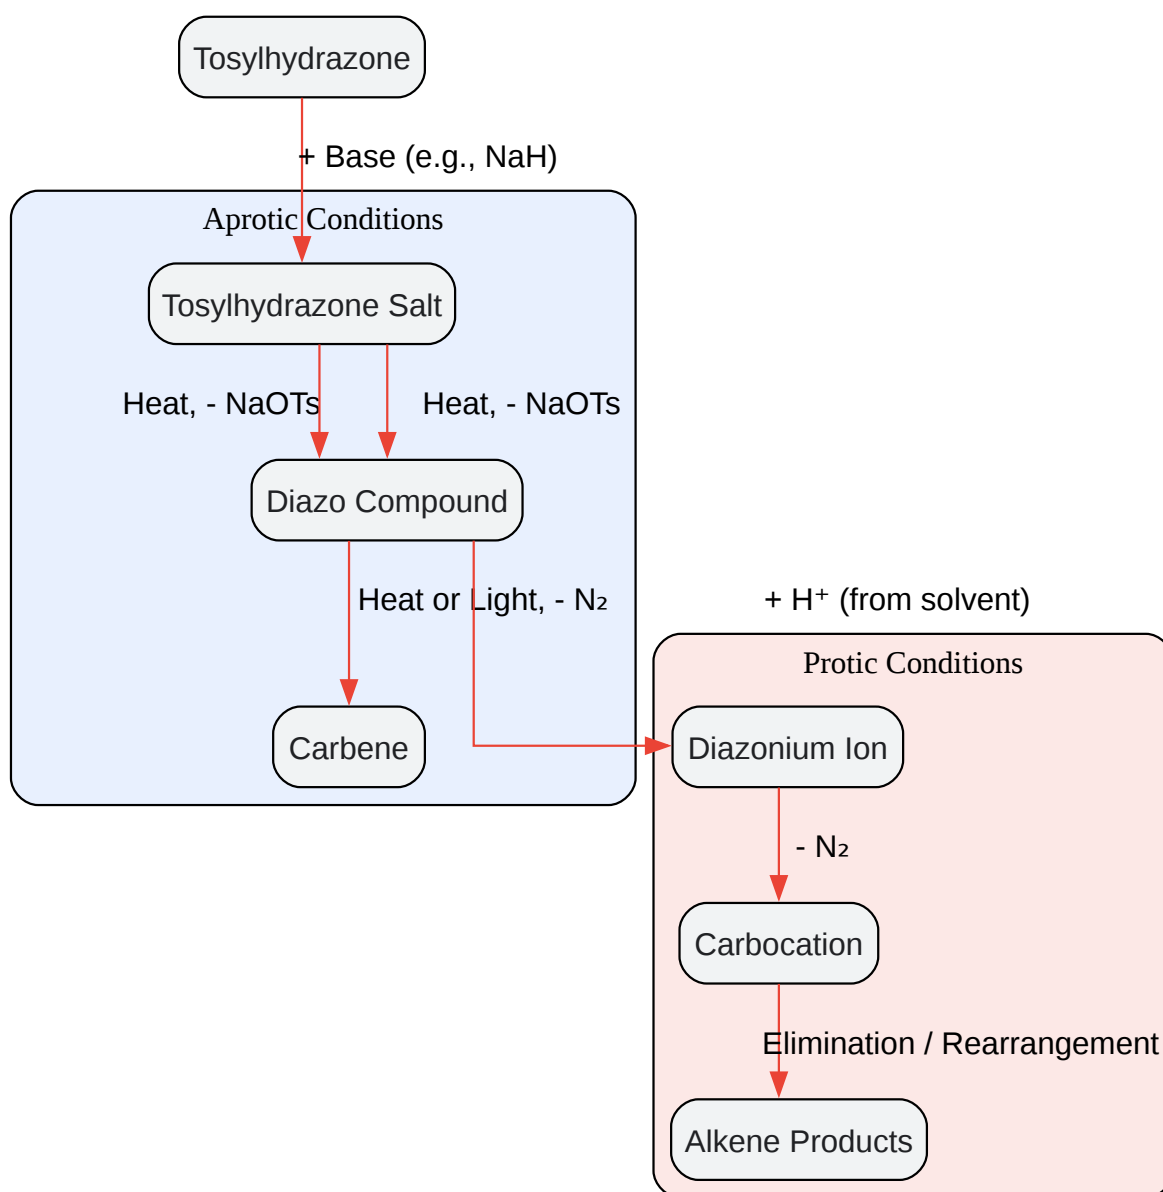 Tosylhydrazone
+ Base (e.g., NaH)
Aprotic Conditions
Tosylhydrazone Salt
Heat, - NaOTs
Heat, - NaOTs
Diazo Compound
Heat or Light, - N₂
+ H⁺ (from solvent)
Protic Conditions
Carbene
Diazonium Ion
- N₂
Carbocation
Elimination / Rearrangement
Alkene Products